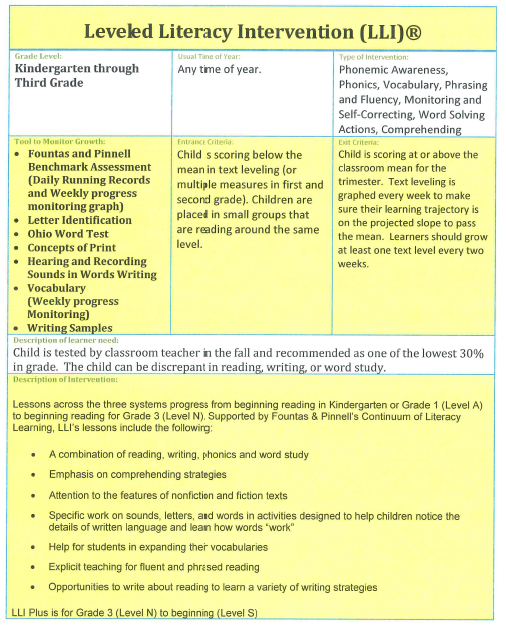 Leveled Literacy Intervention (LLI)®
Grade Level:
Kindergarten through
Third Grade
Usual Time of Year:
Any time of year.
Type of Intervention:
Phonemic Awareness,
Phonics, Vocabulary, Phrasing
and Fluency, Monitoring and
Self-Correcting, Word Solving
Actions, Comprehending
Tool to Monitor Growth:
• Fountas and Pinnell
Benchmark Assessment
(Daily Running Records
and Weekly progress
monitoring graph)
• Letter Identification
• Ohio Word Test
• Concepts of Print
• Hearing and Recording
Sounds in Words Writing
• Vocabulary
(Weekly progress
Monitoring)
• Writing Samples
Entrance Criteria:
Child s scoring below the
mean in text leveling (or
multiple measures in first and
second grade). Children are
placed in small groups that
are reading around the same
level.
Exit Criteria:
Child is scoring at or above the
classroom mean for the
trimester. Text leveling is
graphed every week to make
sure their learning trajectory is
on the projected slope to pass
the mean. Learners should grow
at least one text level every two
weeks.
Description of learner need:
Child is tested by classroom teacher in the fall and recommended as one of the lowest 30%
in grade. The child can be discrepant in reading, writing, or word study.
Description of Intervention:
Lessons across the three systems progress from beginning reading in Kindergarten or Grade 1 (Level A)
to beginning reading for Grade 3 (Level N). Supported by Fountas & Pinnell's Continuum of Literacy
Learning, LLI's lessons include the following:
• A combination of reading, writing, phonics and word study
• Emphasis on comprehending strategies
• Attention to the features of nonfiction and fiction texts
• Specific work on sounds, letters, and words in activities designed to help children notice the
details of written language and learn how words "work"
• Help for students in expanding their vocabularies
• Explicit teaching for fluent and phrased reading
• Opportunities to write about reading to learn a variety of writing strategies
LLI Plus is for Grade 3 (Level N) to beginning (Level S)